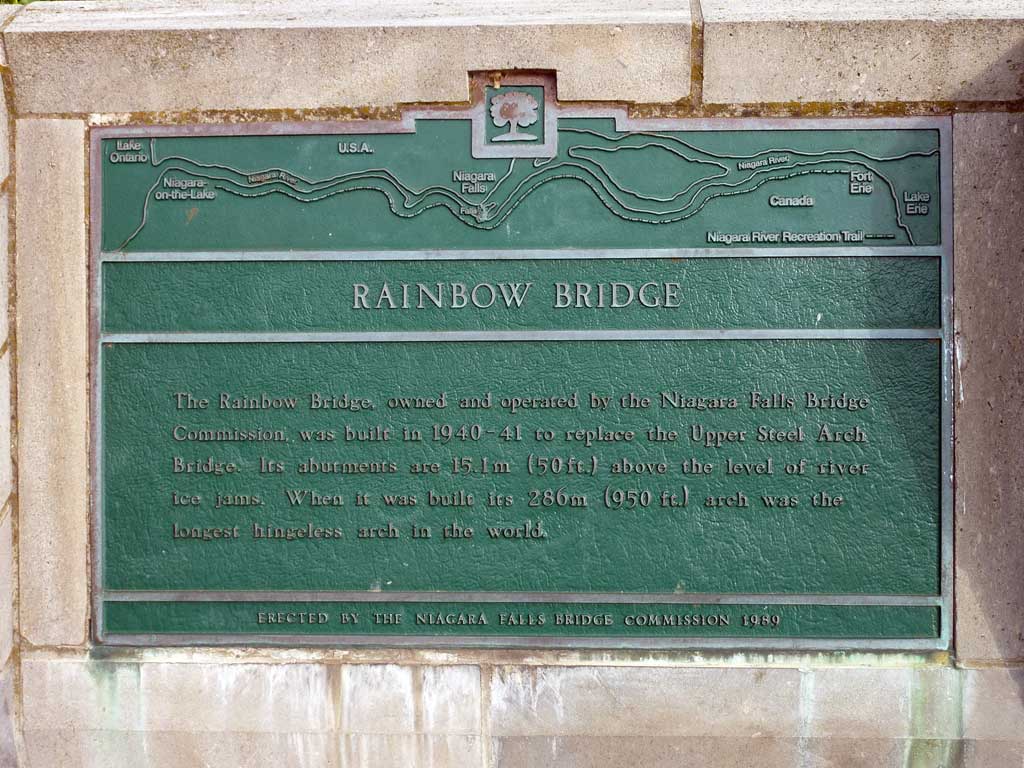 Lake
Ontario
U.S.A.
Niagara River
Niagara-
on-the-Lake
Niagara
Falls
Falls
Niagara River
Canada
Fort
Erie
Lake
Erie
Niagara River Recreation Trail
RAINBOW BRIDGE
The Rainbow Bridge, owned and operated by the Niagara Falls Bridge
Commission, was built in 1940-41 to replace the Upper Steel Arch
Bridge. Its abutments are 15.1m (50ft.) above the level of river
ice jams. When it was built its 286m (950 ft.) arch was the
longest hingeless arch in the world.
ERECTED BY THE NIAGARA FALLS BRIDGE COMMISSION 1989